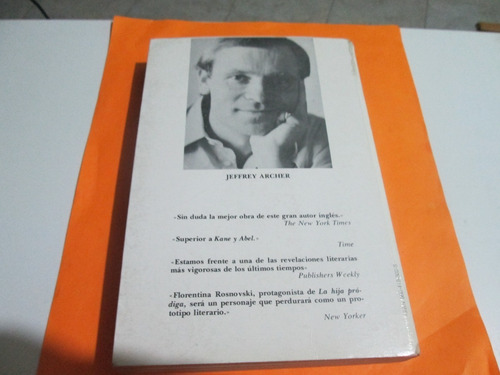 JEFFREY ARCHER
«Sin duda la mejor obra de este gran autor inglés.»
The New York Times
«Superior a Kane y Abel.»
Time
«Estamos frente a una de las revelaciones literarias
más vigorosas de los últimos tiempos»
Publishers Weekly
«Florentina Rosnovski, protagonista de La hija pró-
diga, será un personaje que perdurará como un pro-
totipo literario.»
New Yorker